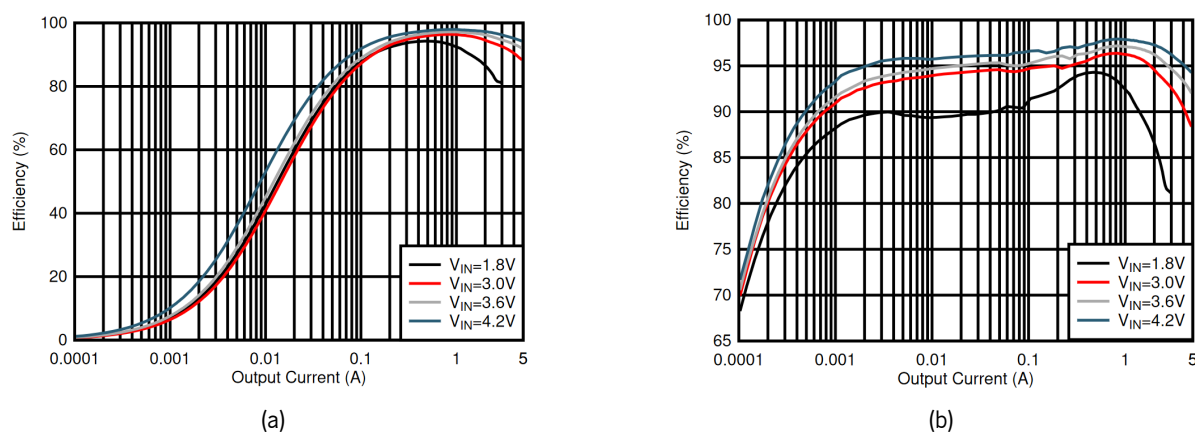 100
80
60
40
20
0
Efficiency (%)
0.0001
0.001
0.01
0.1
1
5
Output Current (A)
VIN=1.8V
VIN=3.0V
VIN=3.6V
VIN=4.2V
(a)
100
95
90
85
80
75
70
65
Efficiency (%)
0.0001
0.001
0.01
0.1
1
5
Output Current (A)
VIN=1.8V
VIN=3.0V
VIN=3.6V
VIN=4.2V
(b)